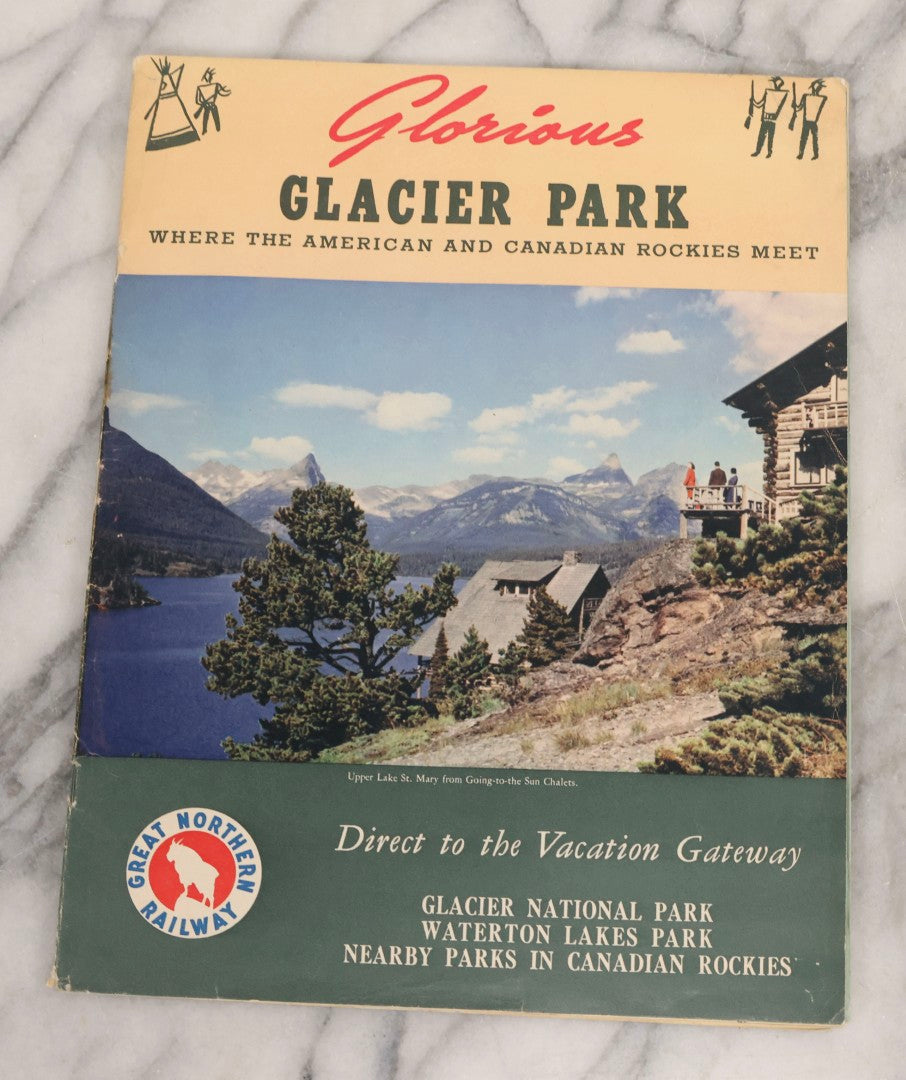 Glorious
GLACIER PARK
WHERE THE AMERICAN AND CANADIAN ROCKIES MEET
Upper Lake St. Mary from Going-to-the Sun Chalets.
GREAT NORTHERN
RAILWAY
Direct to the Vacation Gateway
GLACIER NATIONAL PARK
WATERTON LAKES PARK
NEARBY PARKS IN CANADIAN ROCKIES